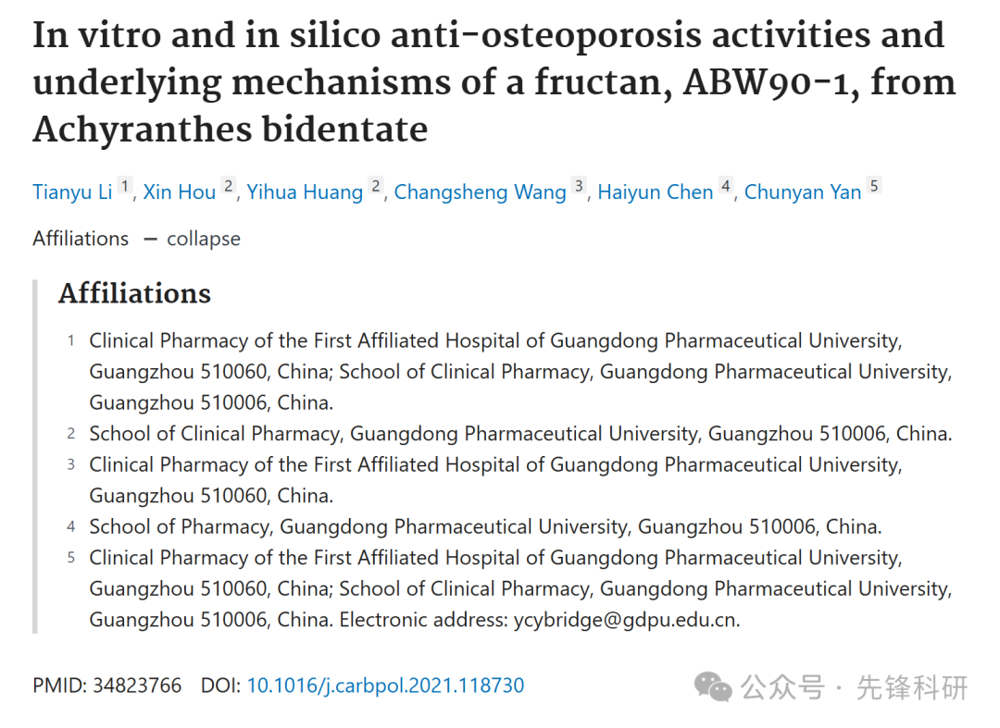 In vitro and in silico anti-osteoporosis activities and
underlying mechanisms of a fructan, ABW90-1, from
Achyranthes bidentate
Tianyu Li 1, Xin Hou 2, Yihua Huang 2, Changsheng Wang 3, Haiyun Chen 4, Chunyan Yan 5
Affiliations — collapse
Affiliations
1 Clinical Pharmacy of the First Affiliated Hospital of Guangdong Pharmaceutical University,
Guangzhou 510060, China; School of Clinical Pharmacy, Guangdong Pharmaceutical University,
Guangzhou 510006, China.
2 School of Clinical Pharmacy, Guangdong Pharmaceutical University, Guangzhou 510006, China.
3 Clinical Pharmacy of the First Affiliated Hospital of Guangdong Pharmaceutical University,
Guangzhou 510060, China.
4 School of Pharmacy, Guangdong Pharmaceutical University, Guangzhou 510006, China.
5 Clinical Pharmacy of the First Affiliated Hospital of Guangdong Pharmaceutical University,
Guangzhou 510060, China; School of Clinical Pharmacy, Guangdong Pharmaceutical University,
Guangzhou 510006, China. Electronic address: ycybridge@gdpu.edu.cn.
PMID: 34823766 DOI: 10.1016/j.carbpol.2021.118730
公众号 · 先锋科研